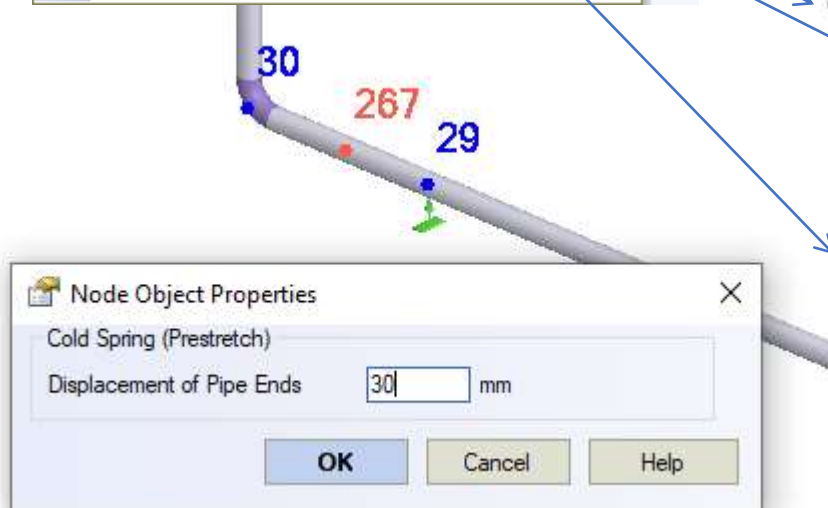 30
267
29
Node Object Properties
Cold Spring (Prestretch)
Displacement of Pipe Ends 30 mm
OK Cancel Help